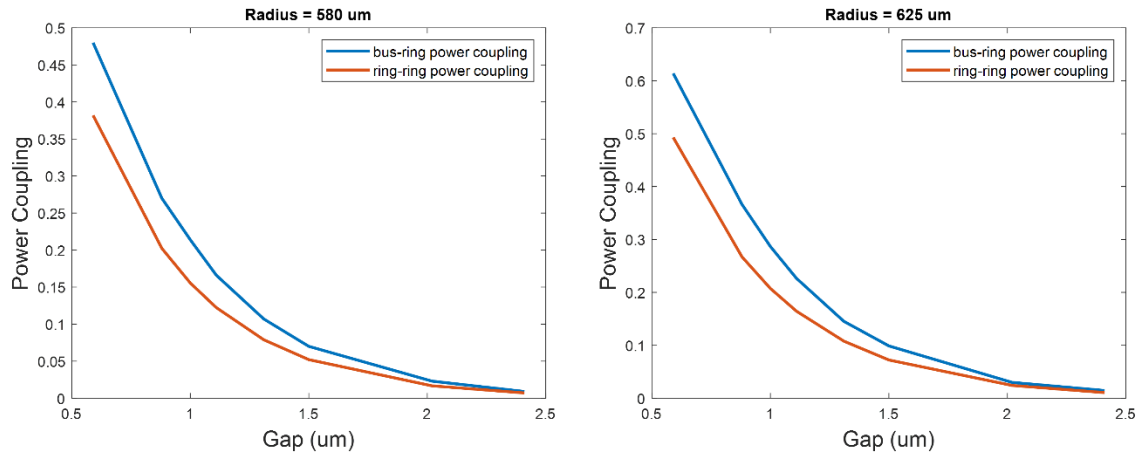 Radius = 580 um
0.5
0.45
0.4
0.35
0.3
0.25
0.2
0.15
0.1
0.05
0
Power Coupling
bus-ring power coupling
ring-ring power coupling
0.5
1
1.5
2
2.5
Gap (um)
Radius = 625 um
0.7
0.6
0.5
0.4
0.3
0.2
0.1
0
Power Coupling
bus-ring power coupling
ring-ring power coupling
0.5
1
1.5
2
2.5
Gap (um)